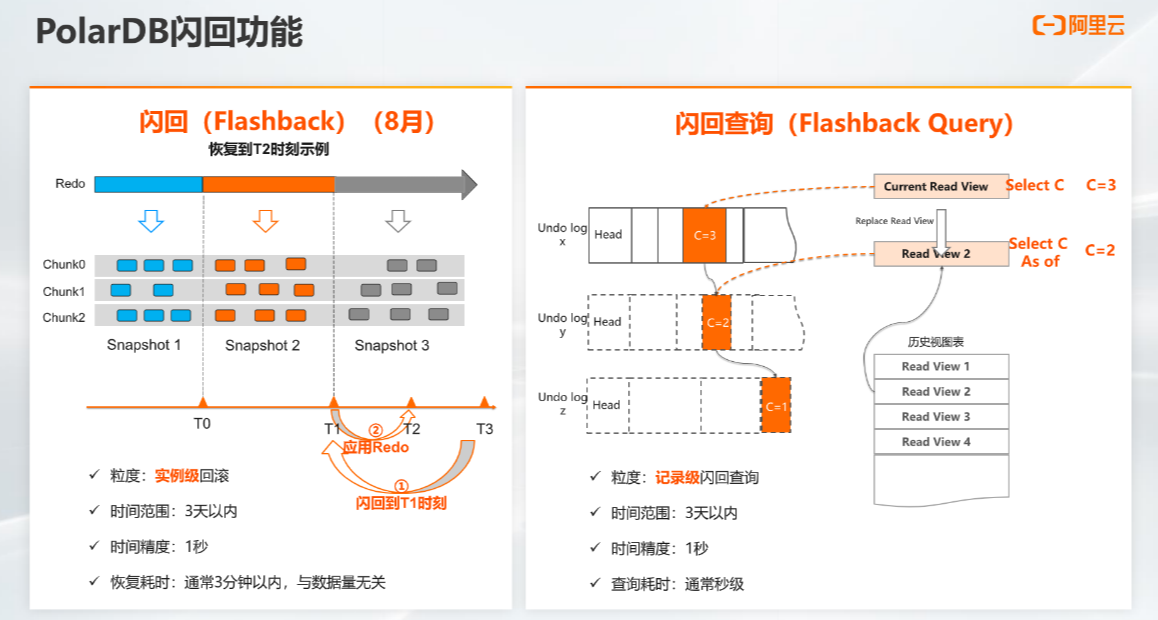 PolarDB闪回功能
阿里云
闪回（Flashback）（8月）
恢复到T2时刻示例
Redo
Chunk0
Chunk1
Chunk2
Snapshot 1
Snapshot 2
Snapshot 3
T0
T1
T2
T3
②
应用Redo
①
闪回到T1时刻
✓ 粒度：实例级回滚
✓ 时间范围：3天以内
✓ 时间精度：1秒
✓ 恢复耗时：通常3分钟以内，与数据量无关
闪回查询（Flashback Query）
Current Read View
Select C C=3
Replace Read View
Undo log
x
Head
C=3
Read View 2
Select C
As of
C=2
Undo log
y
Head
C=2
历史视图表
Read View 1
Read View 2
Read View 3
Read View 4
Undo log
z
Head
C=1
✓ 粒度：记录级闪回查询
✓ 时间范围：3天以内
✓ 时间精度：1秒
✓ 查询耗时：通常秒级